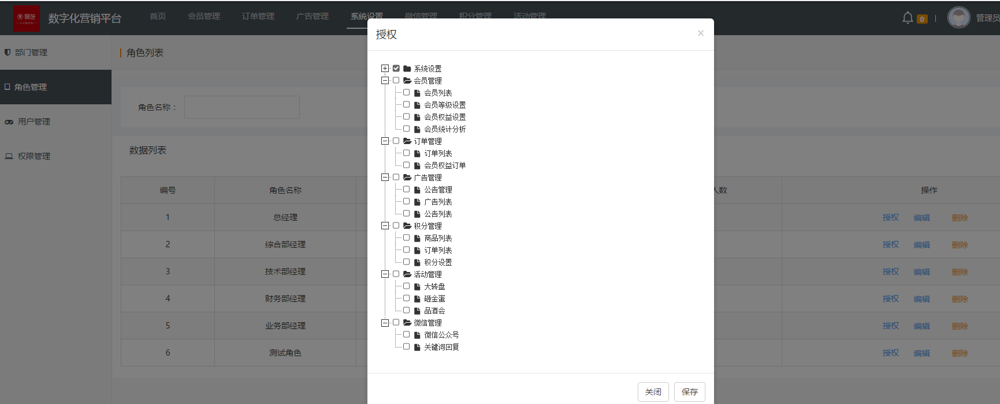 景芝
数字化营销平台
首页 会员管理 订单管理 广告管理 系统设置 微信管理 积分管理 活动管理
0
管理员
部门管理
角色管理
用户管理
权限管理
角色列表
角色名称：
数据列表
编号 角色名称 人数 操作
1 总经理 授权 编辑 删除
2 综合部经理 授权 编辑 删除
3 技术部经理 授权 编辑 删除
4 财务部经理 授权 编辑 删除
5 业务部经理 授权 编辑 删除
6 测试角色 授权 编辑 删除
授权
×
系统设置
会员管理
会员列表
会员等级设置
会员权益设置
会员统计分析
订单管理
订单列表
会员权益订单
广告管理
公告管理
广告列表
公告列表
积分管理
商品列表
订单列表
积分设置
活动管理
大转盘
砸金蛋
品酒会
微信管理
微信公众号
关键词回复
关闭 保存